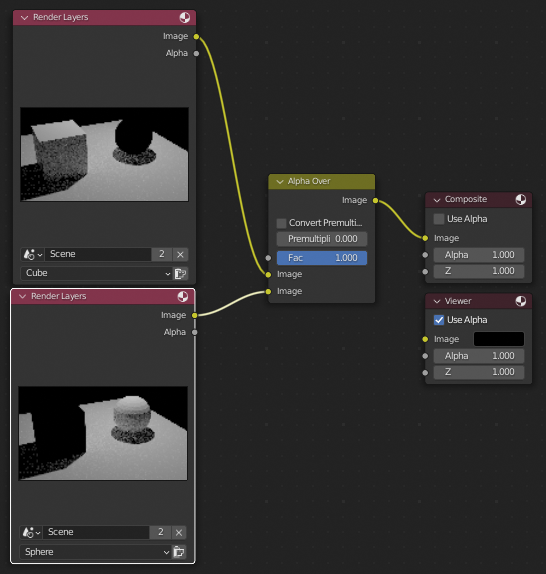 Render Layers
Image
Alpha
Scene 2
Cube
Render Layers
Image
Alpha
Scene 2
Sphere
Alpha Over
Image
Convert Premulti...
Premultipli 0.000
Fac 1.000
Image
Image
Composite
Use Alpha
Image
Alpha 1.000
Z 1.000
Viewer
Use Alpha
Image
Alpha 1.000
Z 1.000